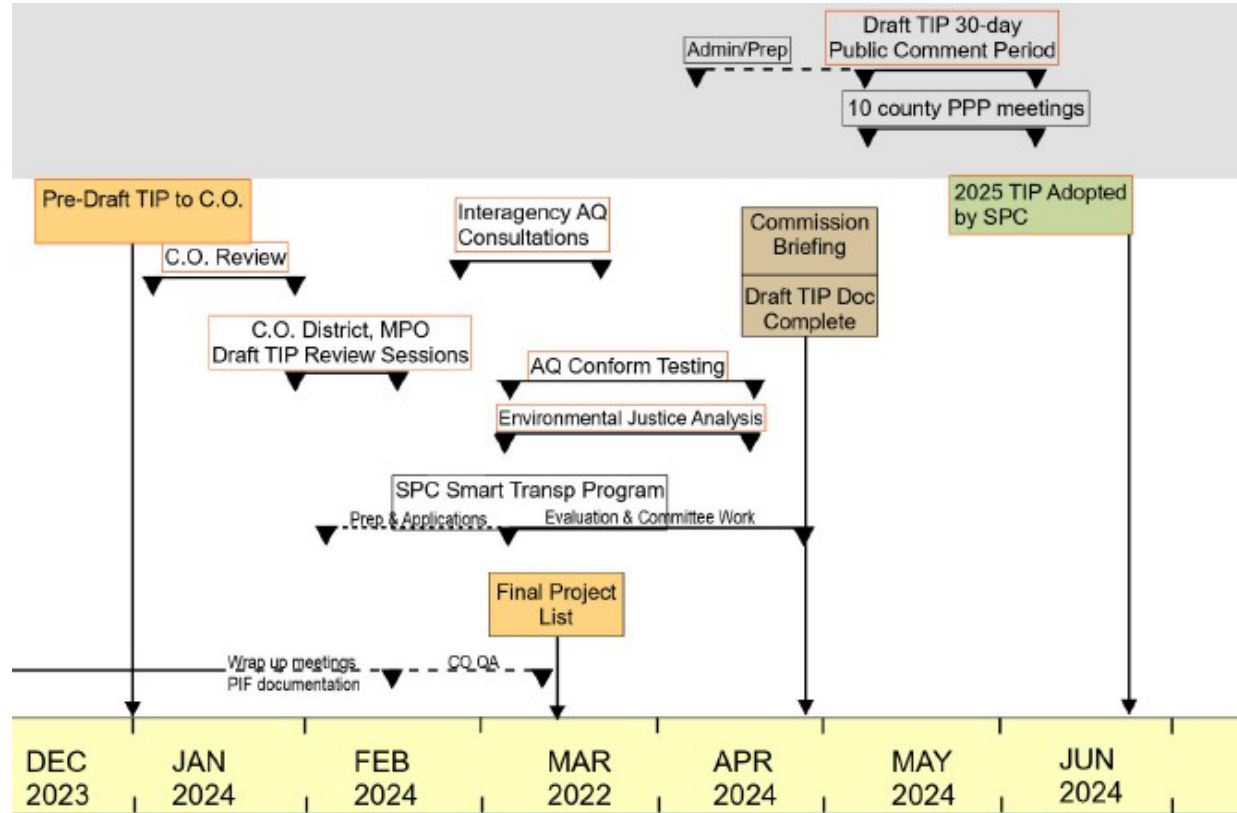 Draft TIP 30-day
Public Comment Period
Admin/Prep
10 county PPP meetings
Pre-Draft TIP to C.O.
2025 TIP Adopted
by SPC
Interagency AQ
Consultations
Commission
Briefing
C.O. Review
Draft TIP Doc
Complete
C.O. District, MPO
Draft TIP Review Sessions
AQ Conform Testing
Environmental Justice Analysis
SPC Smart Transp Program
Prep & Applications
Evaluation & Committee Work
Final Project
List
Wrap up meetings
PIF documentation
CO QA
DEC
2023
JAN
2024
FEB
2024
MAR
2022
APR
2024
MAY
2024
JUN
2024